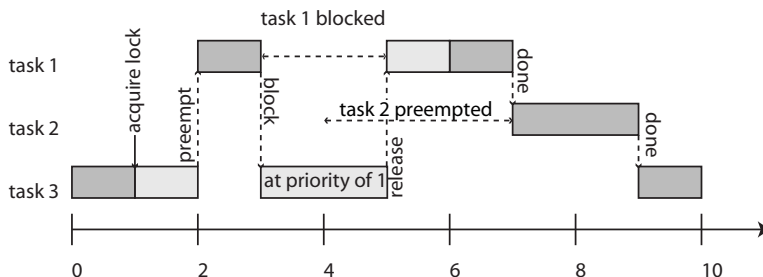 task 1 blocked
task 1
acquire lock
preempt
block
done
task 2 preempted
task 2
release
done
task 3
at priority of 1
0 2 4 6 8 10